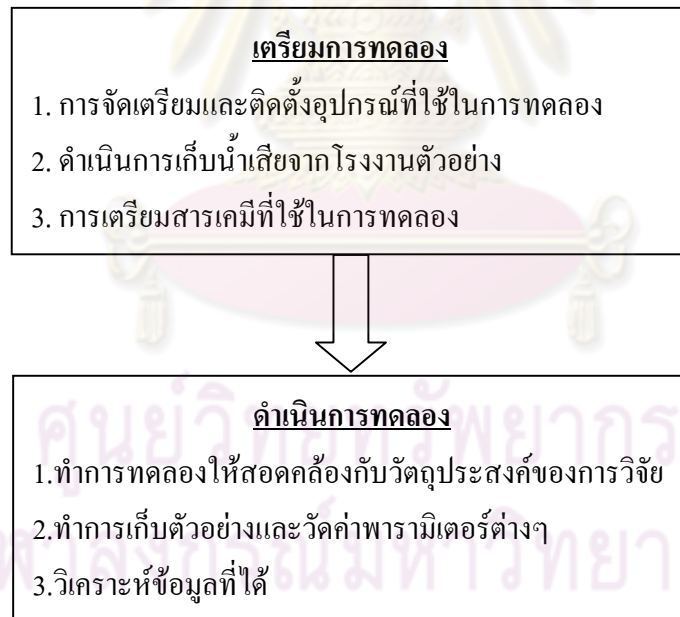 เตรียมการทดลอง
1. การจัดเตรียมและติดตั้งอุปกรณ์ที่ใช้ในการทดลอง
2. ดำเนินการเก็บน้ำเสียจากโรงงานตัวอย่าง
3. การเตรียมสารเคมีที่ใช้ในการทดลอง
ดำเนินการทดลอง
1.ทำการทดลองให้สอดคล้องกับวัตถุประสงค์ของการวิจัย
2.ทำการเก็บตัวอย่างและวัดค่าพารามิเตอร์ต่างๆ
3.วิเคราะห์ข้อมูลที่ได้